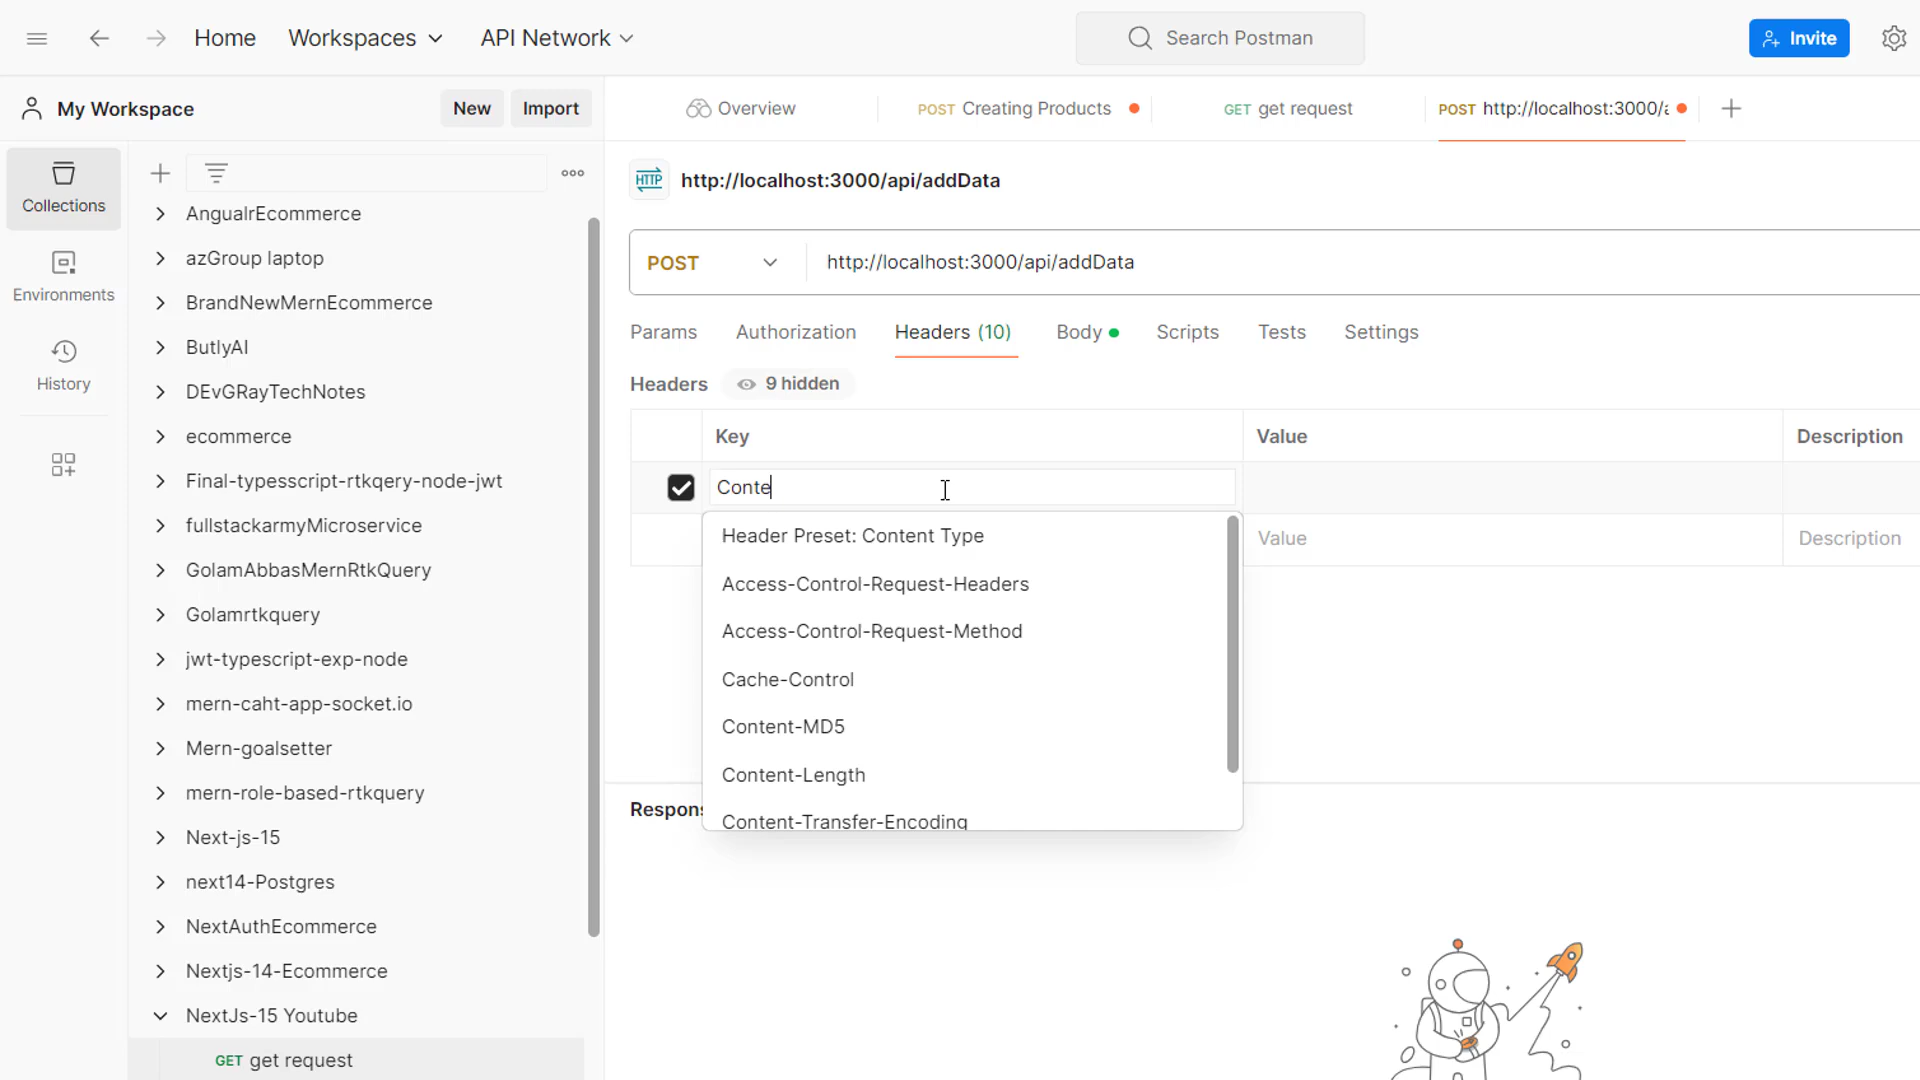 Home Workspaces API Network Search Postman Invite
My Workspace New Import
Overview POST Creating Products GET get request POST http://localhost:3000/a
Collections
Environments
History
AngualrEcommerce
azGroup laptop
BrandNewMernEcommerce
ButlyAI
DEvGRayTechNotes
ecommerce
Final-typesscript-rtkqery-node-jwt
fullstackarmyMicroservice
GolamAbbasMernRtkQuery
Golamrtkquery
jwt-typescript-exp-node
mern-caht-app-socket.io
Mern-goalsetter
mern-role-based-rtkquery
Next-js-15
next14-Postgres
NextAuthEcommerce
Nextjs-14-Ecommerce
NextJs-15 Youtube
GET get request
HTTP http://localhost:3000/api/addData
POST http://localhost:3000/api/addData
Params Authorization Headers (10) Body Scripts Tests Settings
Headers 9 hidden
Key Value Description
Conte
Value Description
Header Preset: Content Type
Access-Control-Request-Headers
Access-Control-Request-Method
Cache-Control
Content-MD5
Content-Length
Content-Transfer-Encoding
Respons